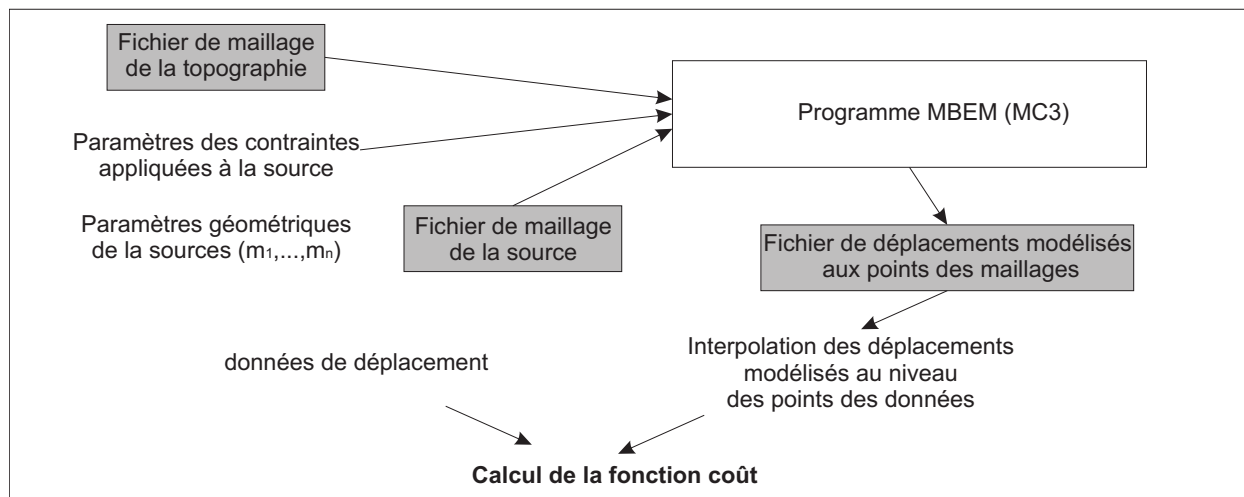 Fichier de maillage
de la topographie
Programme MBEM (MC3)
Paramètres des contraintes
appliquées à la source
Paramètres géométriques
de la sources (m1,...,mn)
Fichier de maillage
de la source
Fichier de déplacements modélisés
aux points des maillages
données de déplacement
Interpolation des déplacements
modélisés au niveau
des points des données
Calcul de la fonction coût